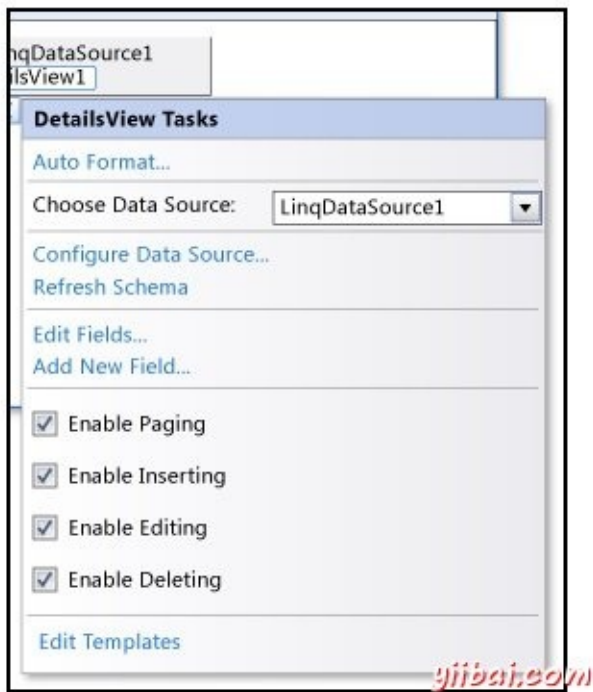 nqDataSource1
ilsView1
DetailsView Tasks
Auto Format...
Choose Data Source: LinqDataSource1
Configure Data Source...
Refresh Schema
Edit Fields...
Add New Field...
Enable Paging
Enable Inserting
Enable Editing
Enable Deleting
Edit Templates
yiibai.com